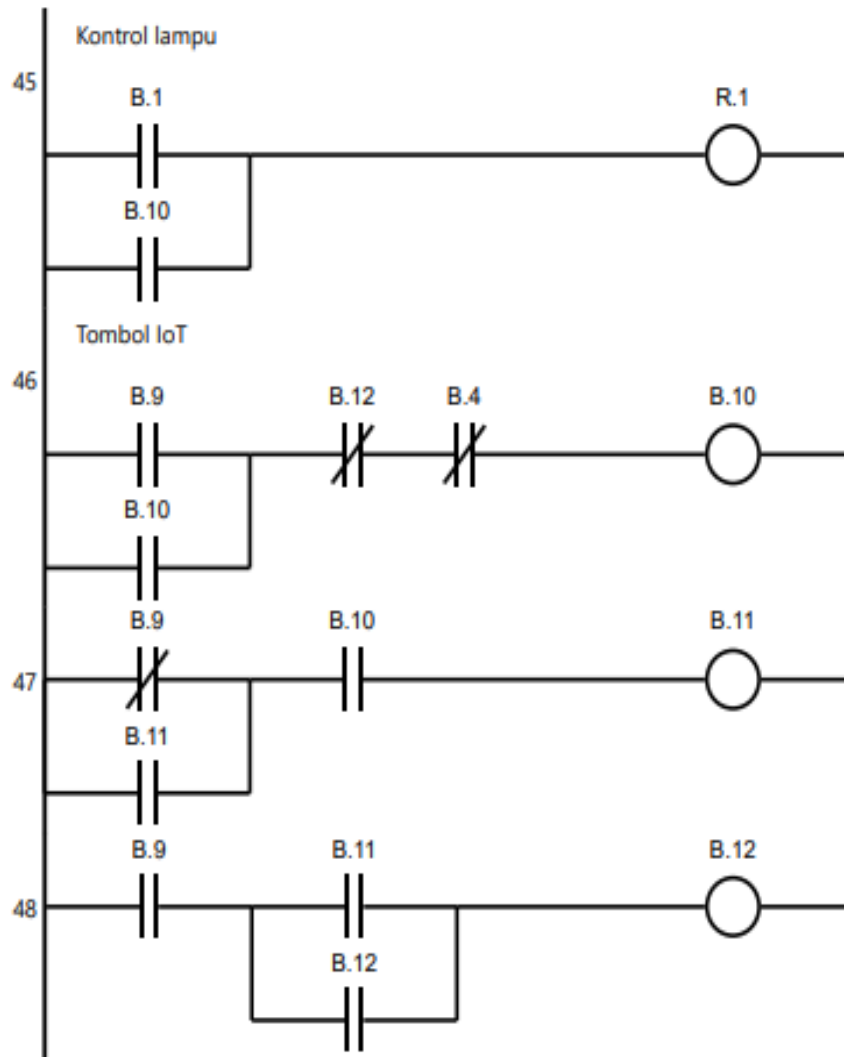 Kontrol lampu
45
B.1 R.1
B.10
Tombol IoT
46
B.9 B.12 B.4 B.10
B.10
B.9 B.10 B.11
47
B.11
B.9 B.11 B.12
48
B.12